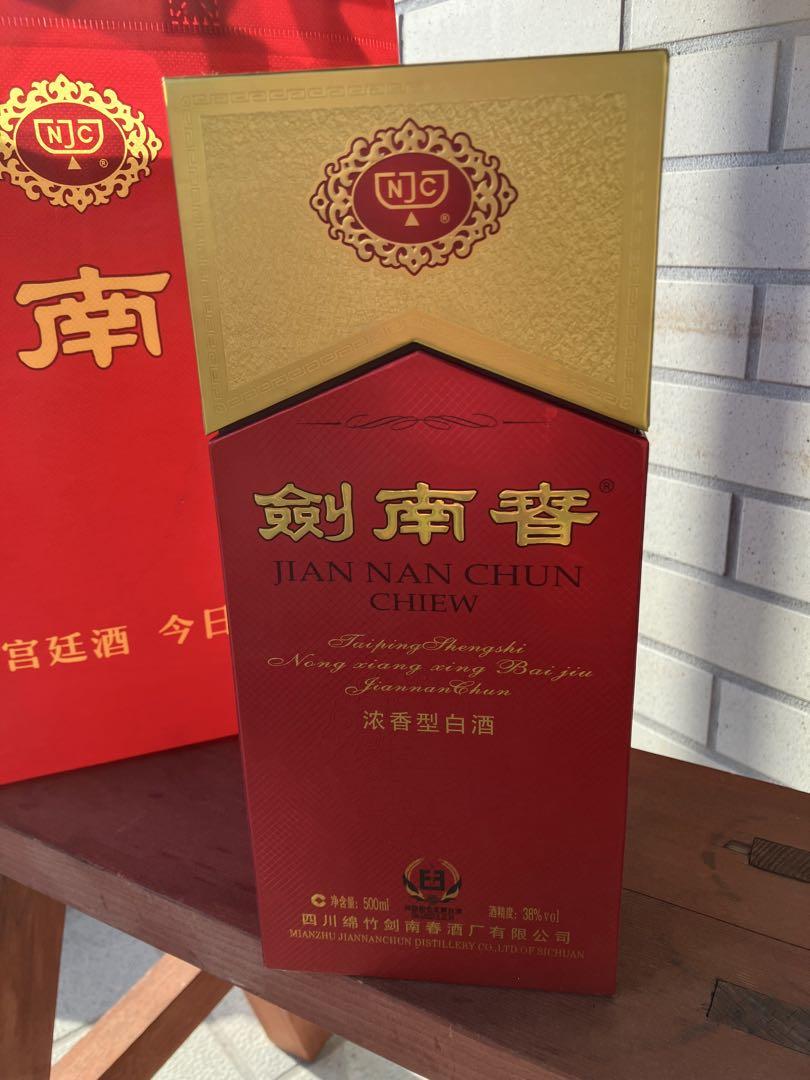 NJC
®
南
宫廷酒 今日
NJC
®
劍南春®
JIAN NAN CHUN
CHIEW
TaipingShengshi
Nong xiang xing Bai jiu
JiannanChun
浓香型白酒
净含量: 500ml
酒精度: 38%vol
四川绵竹剑南春酒厂有限公司
MIANZHU JIANNANCHUN DISTILLERY CO., LTD OF SICHUAN